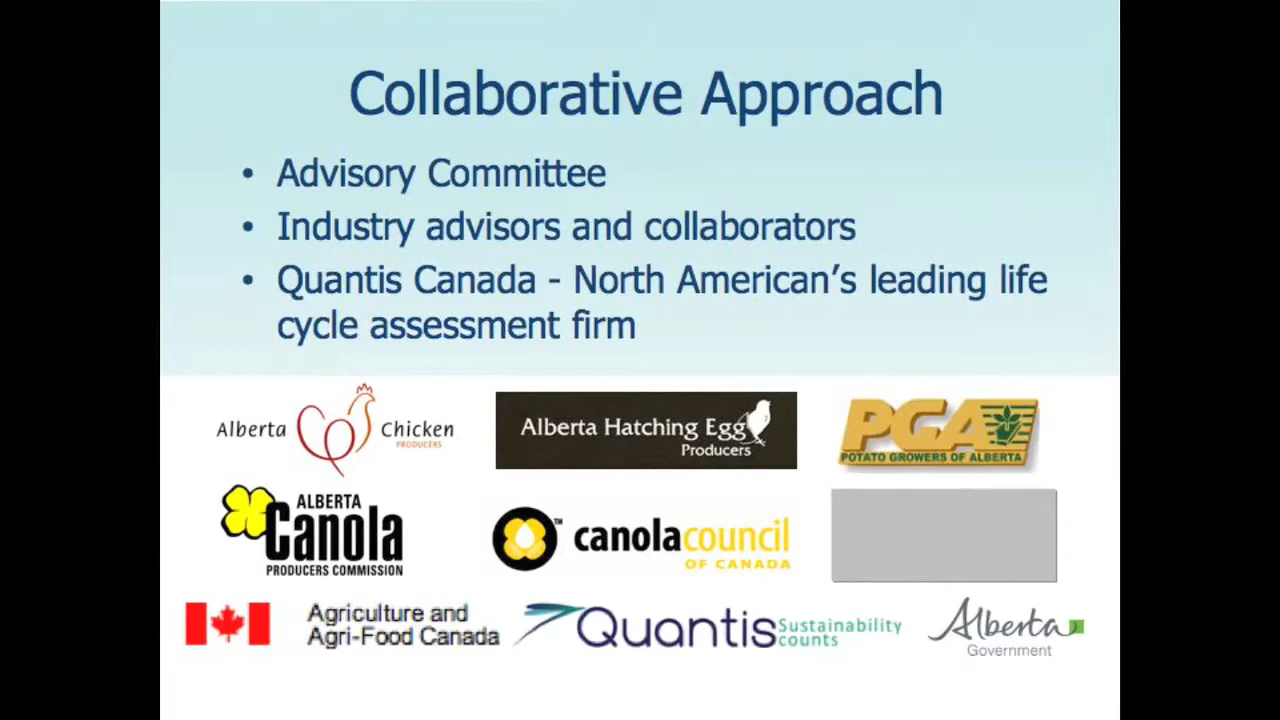 Collaborative Approach
• Advisory Committee
• Industry advisors and collaborators
• Quantis Canada - North American’s leading life
cycle assessment firm
Alberta Chicken
PRODUCERS
Alberta Hatching Egg
Producers
PGA
POTATO GROWERS OF ALBERTA
ALBERTA
Canola
PRODUCERS COMMISSION
™
canolacouncil
OF CANADA
Agriculture and
Agri-Food Canada
Quantis
Sustainability
counts
Alberta
Government